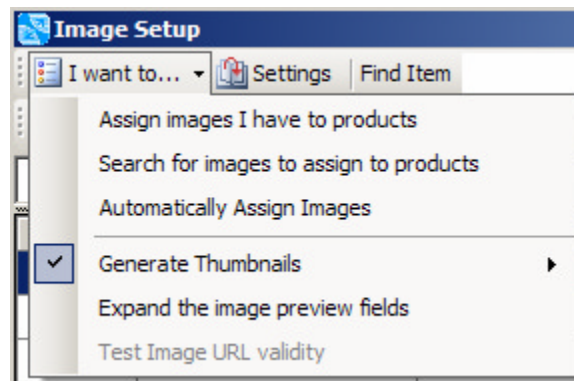 Image Setup
I want to... Settings Find Item
Assign images I have to products
Search for images to assign to products
Automatically Assign Images
Generate Thumbnails
Expand the image preview fields
Test Image URL validity